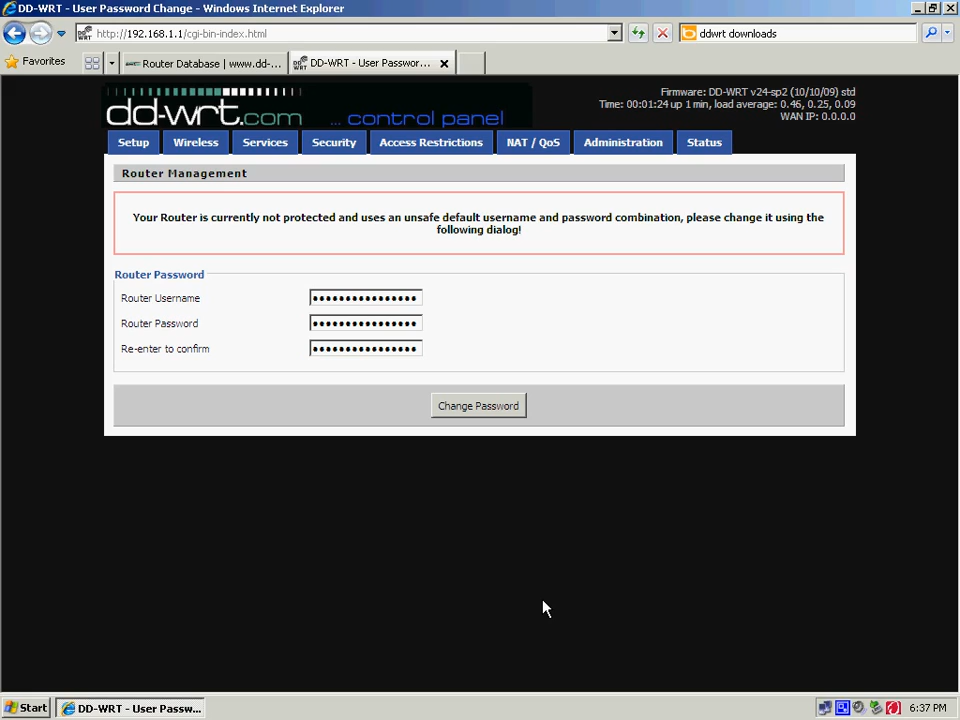 DD-WRT - User Password Change - Windows Internet Explorer
http://192.168.1.1/cgi-bin-index.html
ddwrt downloads
Favorites
Router Database | www.dd-...
DD-WRT - User Passwor...
dd-wrt.com ... control panel
Firmware: DD-WRT v24-sp2 (10/10/09) std
Time: 00:01:24 up 1 min, load average: 0.46, 0.25, 0.09
WAN IP: 0.0.0.0
Setup Wireless Services Security Access Restrictions NAT / QoS Administration Status
Router Management
Your Router is currently not protected and uses an unsafe default username and password combination, please change it using the
following dialog!
Router Password
Router Username
Router Password
Re-enter to confirm
Change Password
Start
DD-WRT - User Passw...
6:37 PM